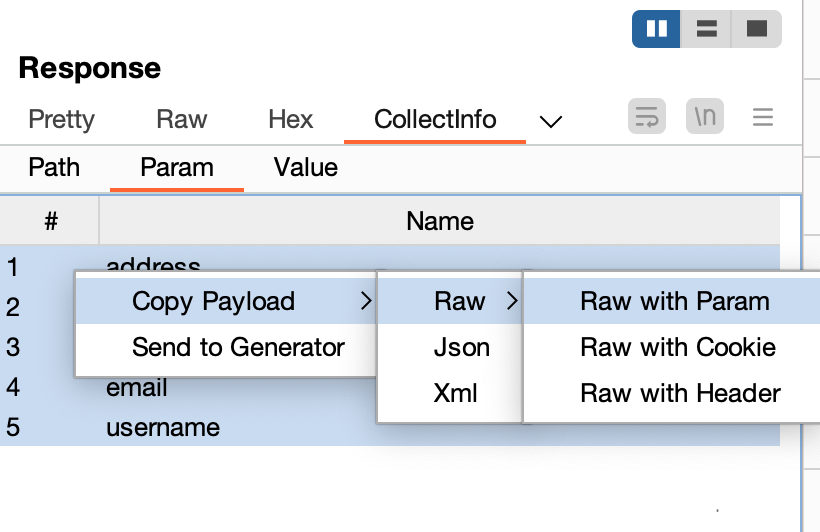 Response
Pretty Raw Hex CollectInfo \n
Path Param Value
# Name
1 address
2 Copy Payload Raw Raw with Param
3 Send to Generator Json Raw with Cookie
4 email Xml Raw with Header
5 username